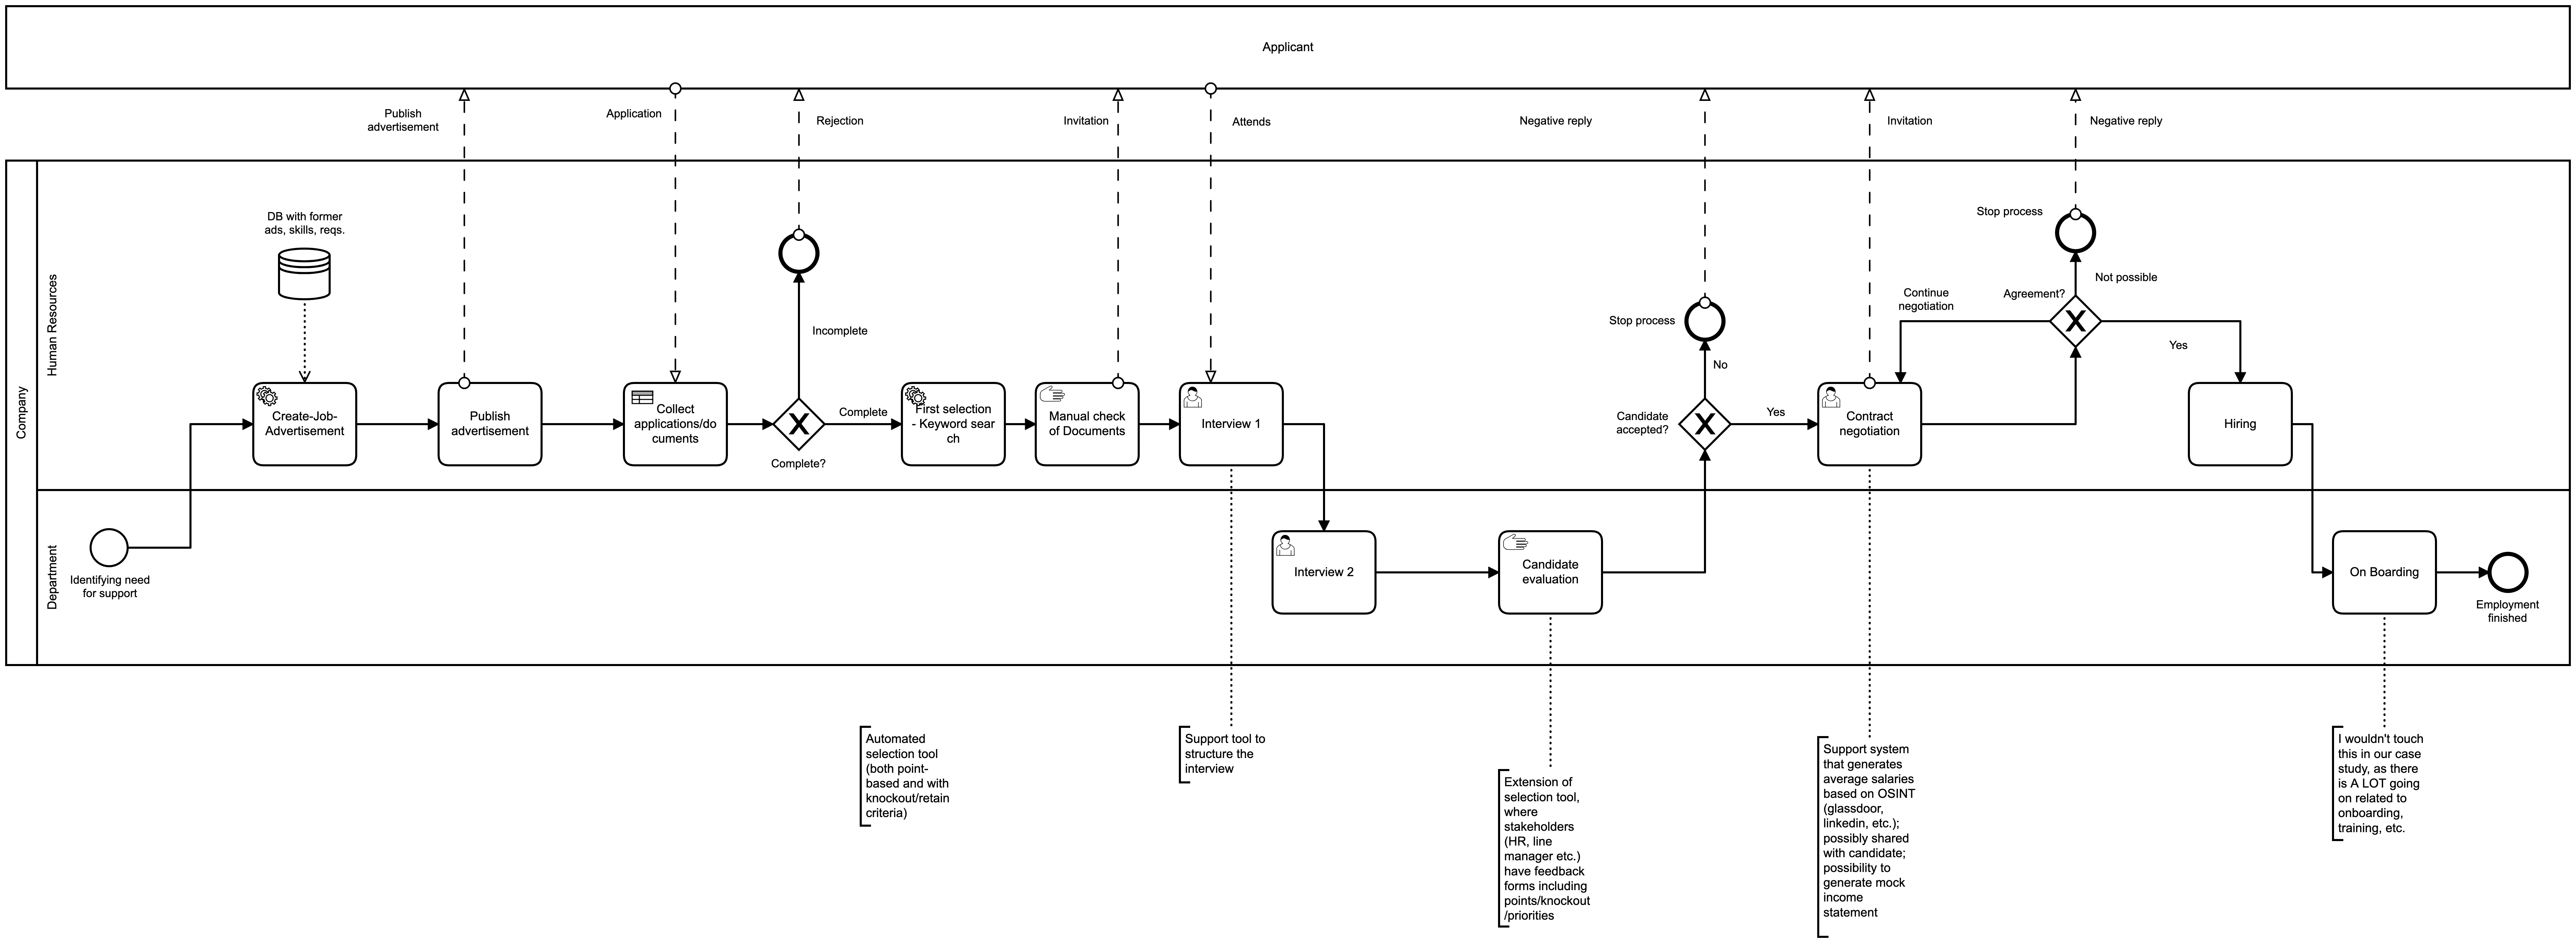 Applicant
Publish
advertisement
Application
Rejection
Invitation
Attends
Negative reply
Invitation
Negative reply
Company
Human Resources
DB with former
ads, skills, reqs.
Create-Job-
Advertisement
Publish
advertisement
Collect
applications/do
cuments
Incomplete
Complete?
Complete
First selection
- Keyword sear
ch
Manual check
of Documents
Interview 1
Stop process
No
Candidate
accepted?
Yes
Contract
negotiation
Continue
negotiation
Stop process
Not possible
Agreement?
Yes
Hiring
Department
Identifying need
for support
Interview 2
Candidate
evaluation
On Boarding
Employment
finished
Automated
selection tool
(both point-
based and with
knockout/retain
criteria)
Support tool to
structure the
interview
Extension of
selection tool,
where
stakeholders
(HR, line
manager etc.)
have feedback
forms including
points/knockout
/priorities
Support system
that generates
average salaries
based on OSINT
(glassdoor,
linkedin, etc.);
possibly shared
with candidate;
possibility to
generate mock
income
statement
I wouldn't touch
this in our case
study, as there
is A LOT going
on related to
onboarding,
training, etc.